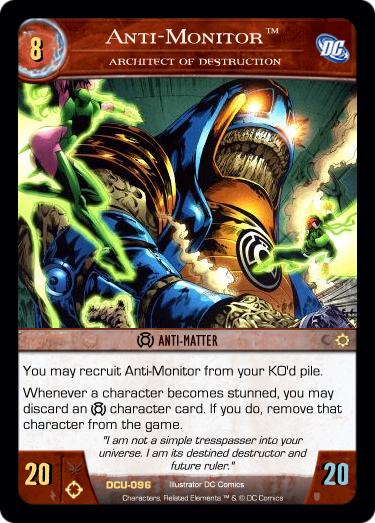 8
ANTI-MONITOR™
ARCHITECT OF DESTRUCTION
DC
ANTI-MATTER
You may recruit Anti-Monitor from your KO'd pile.
Whenever a character becomes stunned, you may
discard an character card. If you do, remove that
character from the game.
"I am not a simple tresspasser into your
universe. I am its destined destructor and
future ruler."
20
DCU-096 Illustrator DC Comics
20
Characters, Related Elements ™ & © DC Comics